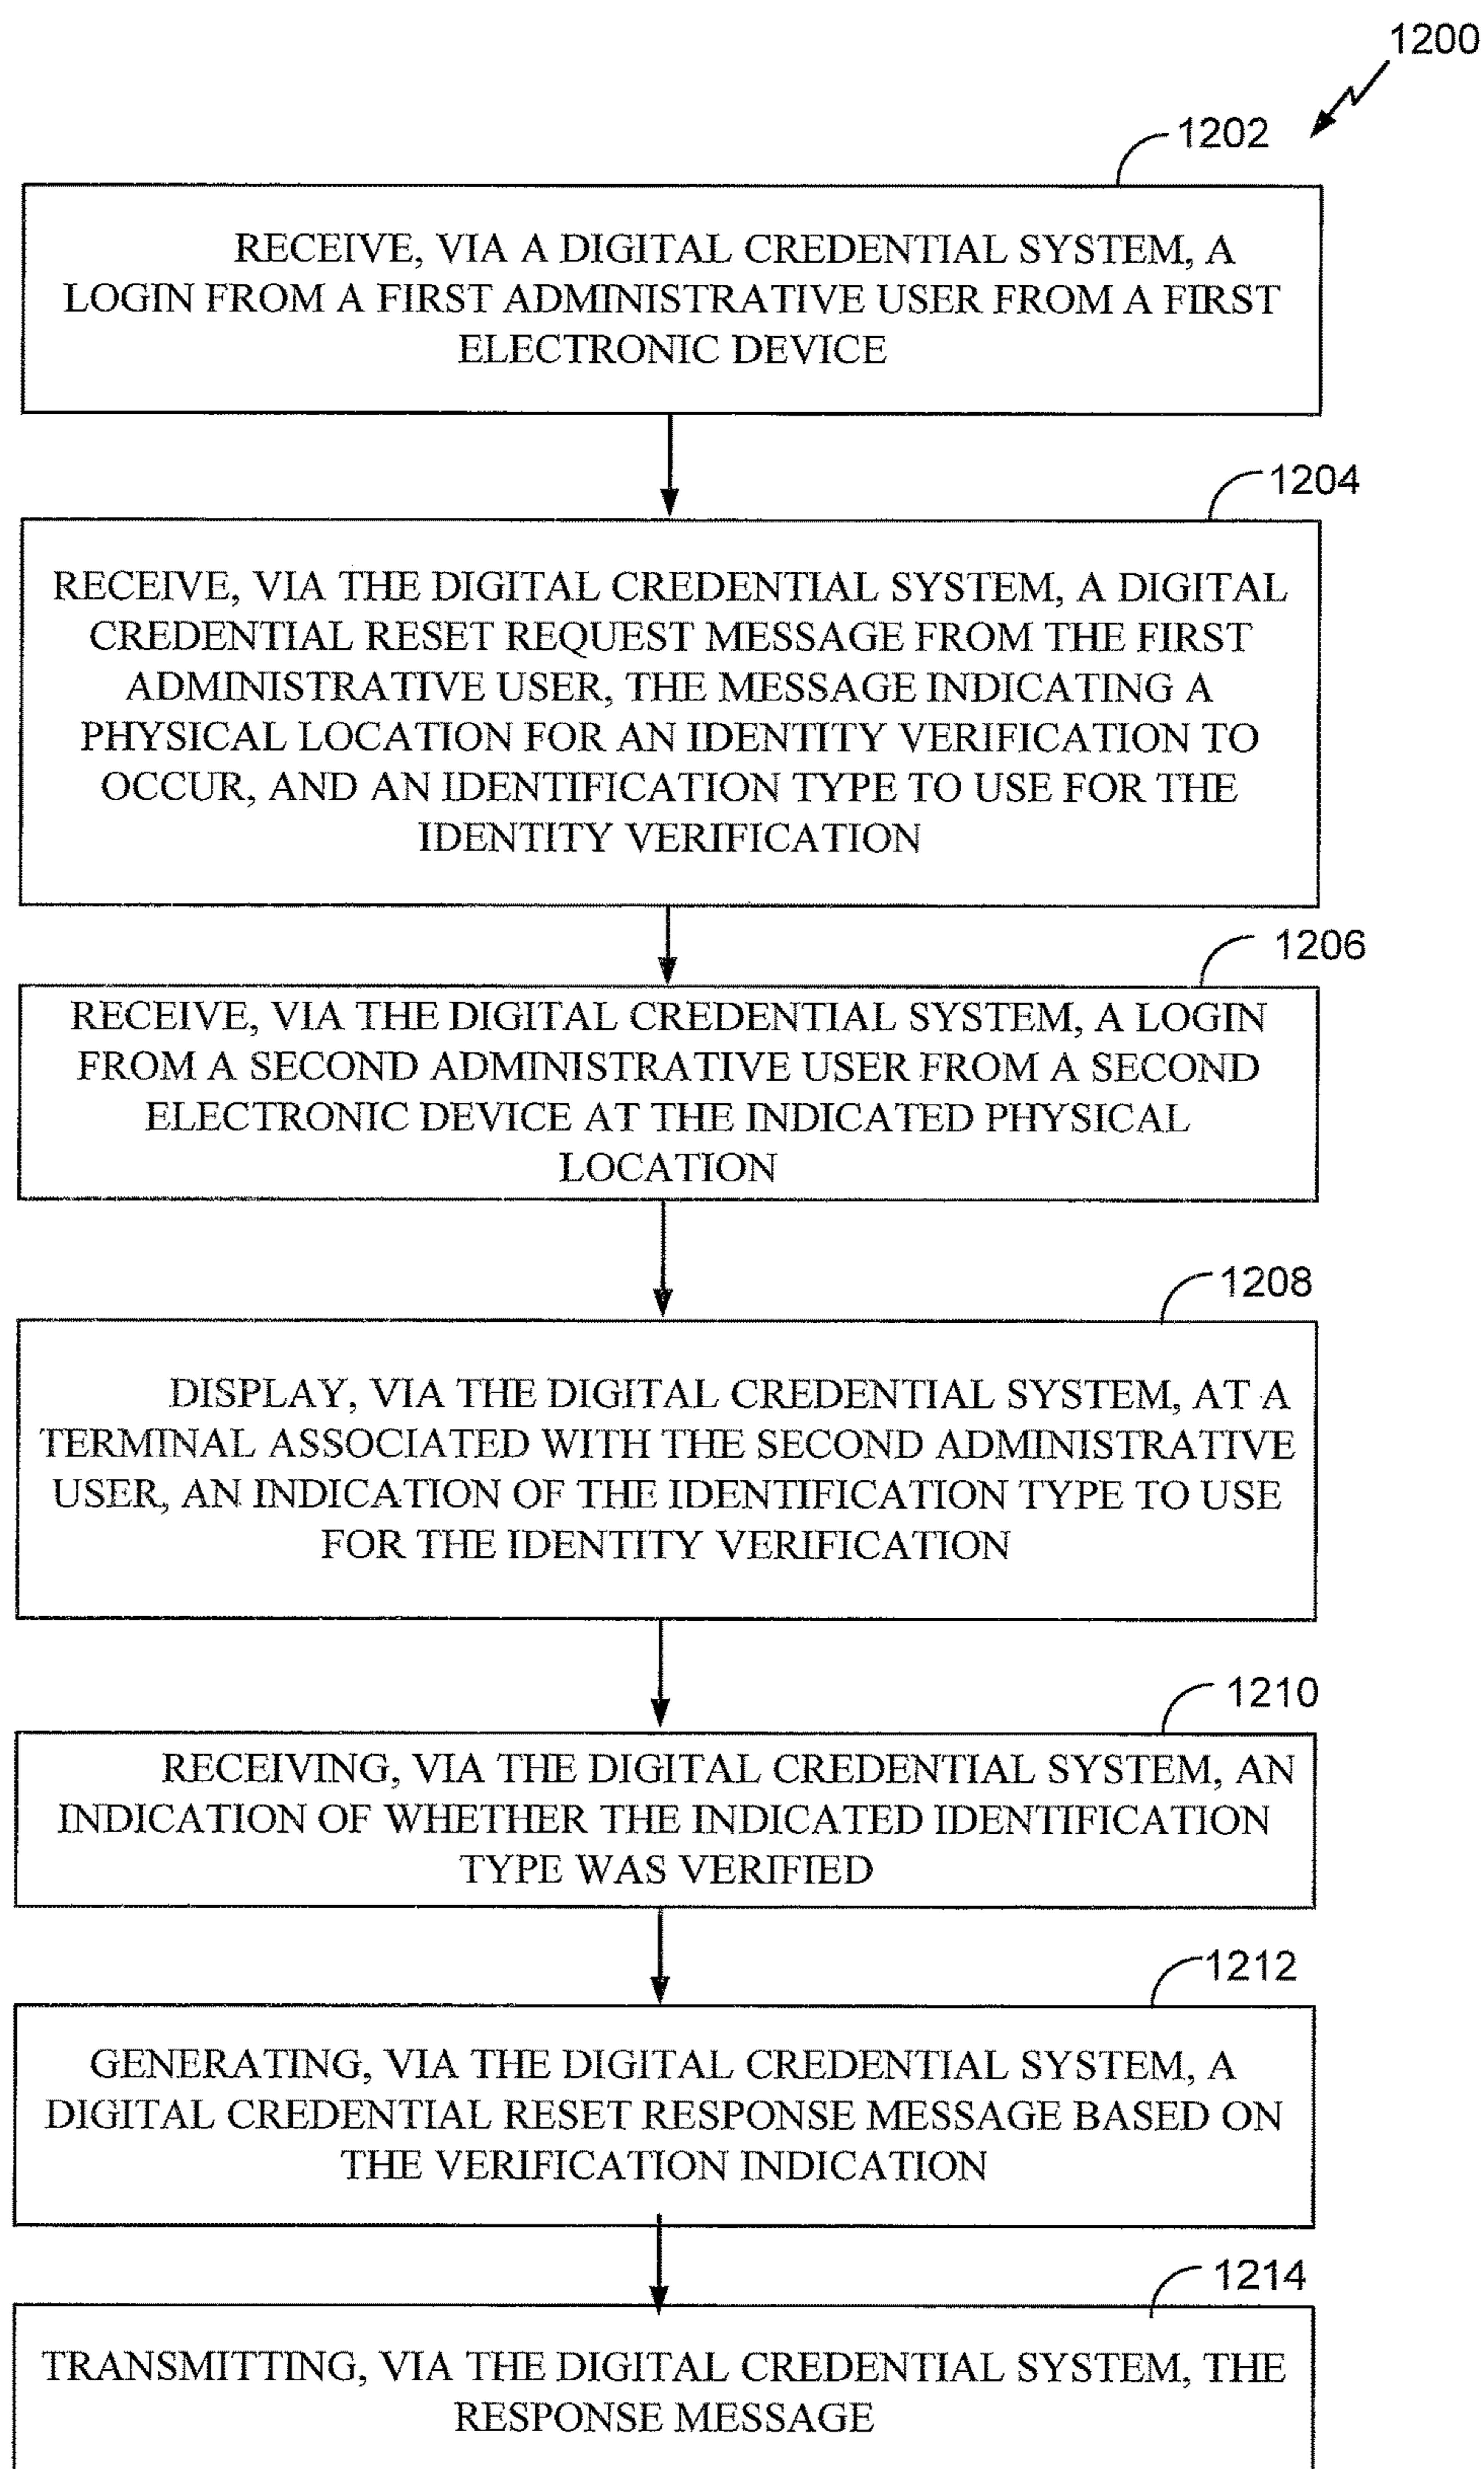 1200
1202
RECEIVE, VIA A DIGITAL CREDENTIAL SYSTEM, A
LOGIN FROM A FIRST ADMINISTRATIVE USER FROM A FIRST
ELECTRONIC DEVICE
1204
RECEIVE, VIA THE DIGITAL CREDENTIAL SYSTEM, A DIGITAL
CREDENTIAL RESET REQUEST MESSAGE FROM THE FIRST
ADMINISTRATIVE USER, THE MESSAGE INDICATING A
PHYSICAL LOCATION FOR AN IDENTITY VERIFICATION TO
OCCUR, AND AN IDENTIFICATION TYPE TO USE FOR THE
IDENTITY VERIFICATION
1206
RECEIVE, VIA THE DIGITAL CREDENTIAL SYSTEM, A LOGIN
FROM A SECOND ADMINISTRATIVE USER FROM A SECOND
ELECTRONIC DEVICE AT THE INDICATED PHYSICAL
LOCATION
1208
DISPLAY, VIA THE DIGITAL CREDENTIAL SYSTEM, AT A
TERMINAL ASSOCIATED WITH THE SECOND ADMINISTRATIVE
USER, AN INDICATION OF THE IDENTIFICATION TYPE TO USE
FOR THE IDENTITY VERIFICATION
1210
RECEIVING, VIA THE DIGITAL CREDENTIAL SYSTEM, AN
INDICATION OF WHETHER THE INDICATED IDENTIFICATION
TYPE WAS VERIFIED
1212
GENERATING, VIA THE DIGITAL CREDENTIAL SYSTEM, A
DIGITAL CREDENTIAL RESET RESPONSE MESSAGE BASED ON
THE VERIFICATION INDICATION
1214
TRANSMITTING, VIA THE DIGITAL CREDENTIAL SYSTEM, THE
RESPONSE MESSAGE